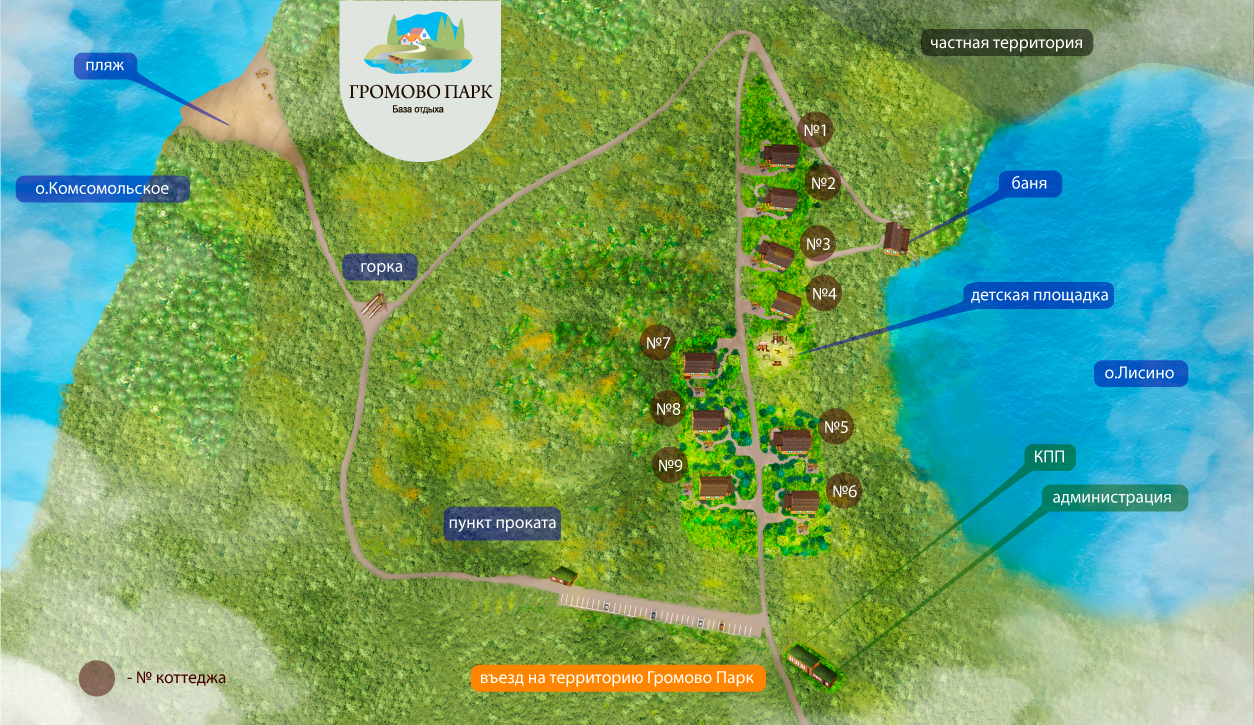 частная территория
пляж
ГРОМОВО ПАРК
База отдыха
№1
о.Комсомольское
№2
баня
№3
горка
№4
детская площадка
№7
о.Лисино
№8
№5
КПП
№9
№6
администрация
пункт проката
- № коттеджа
въезд на территорию Громово Парк